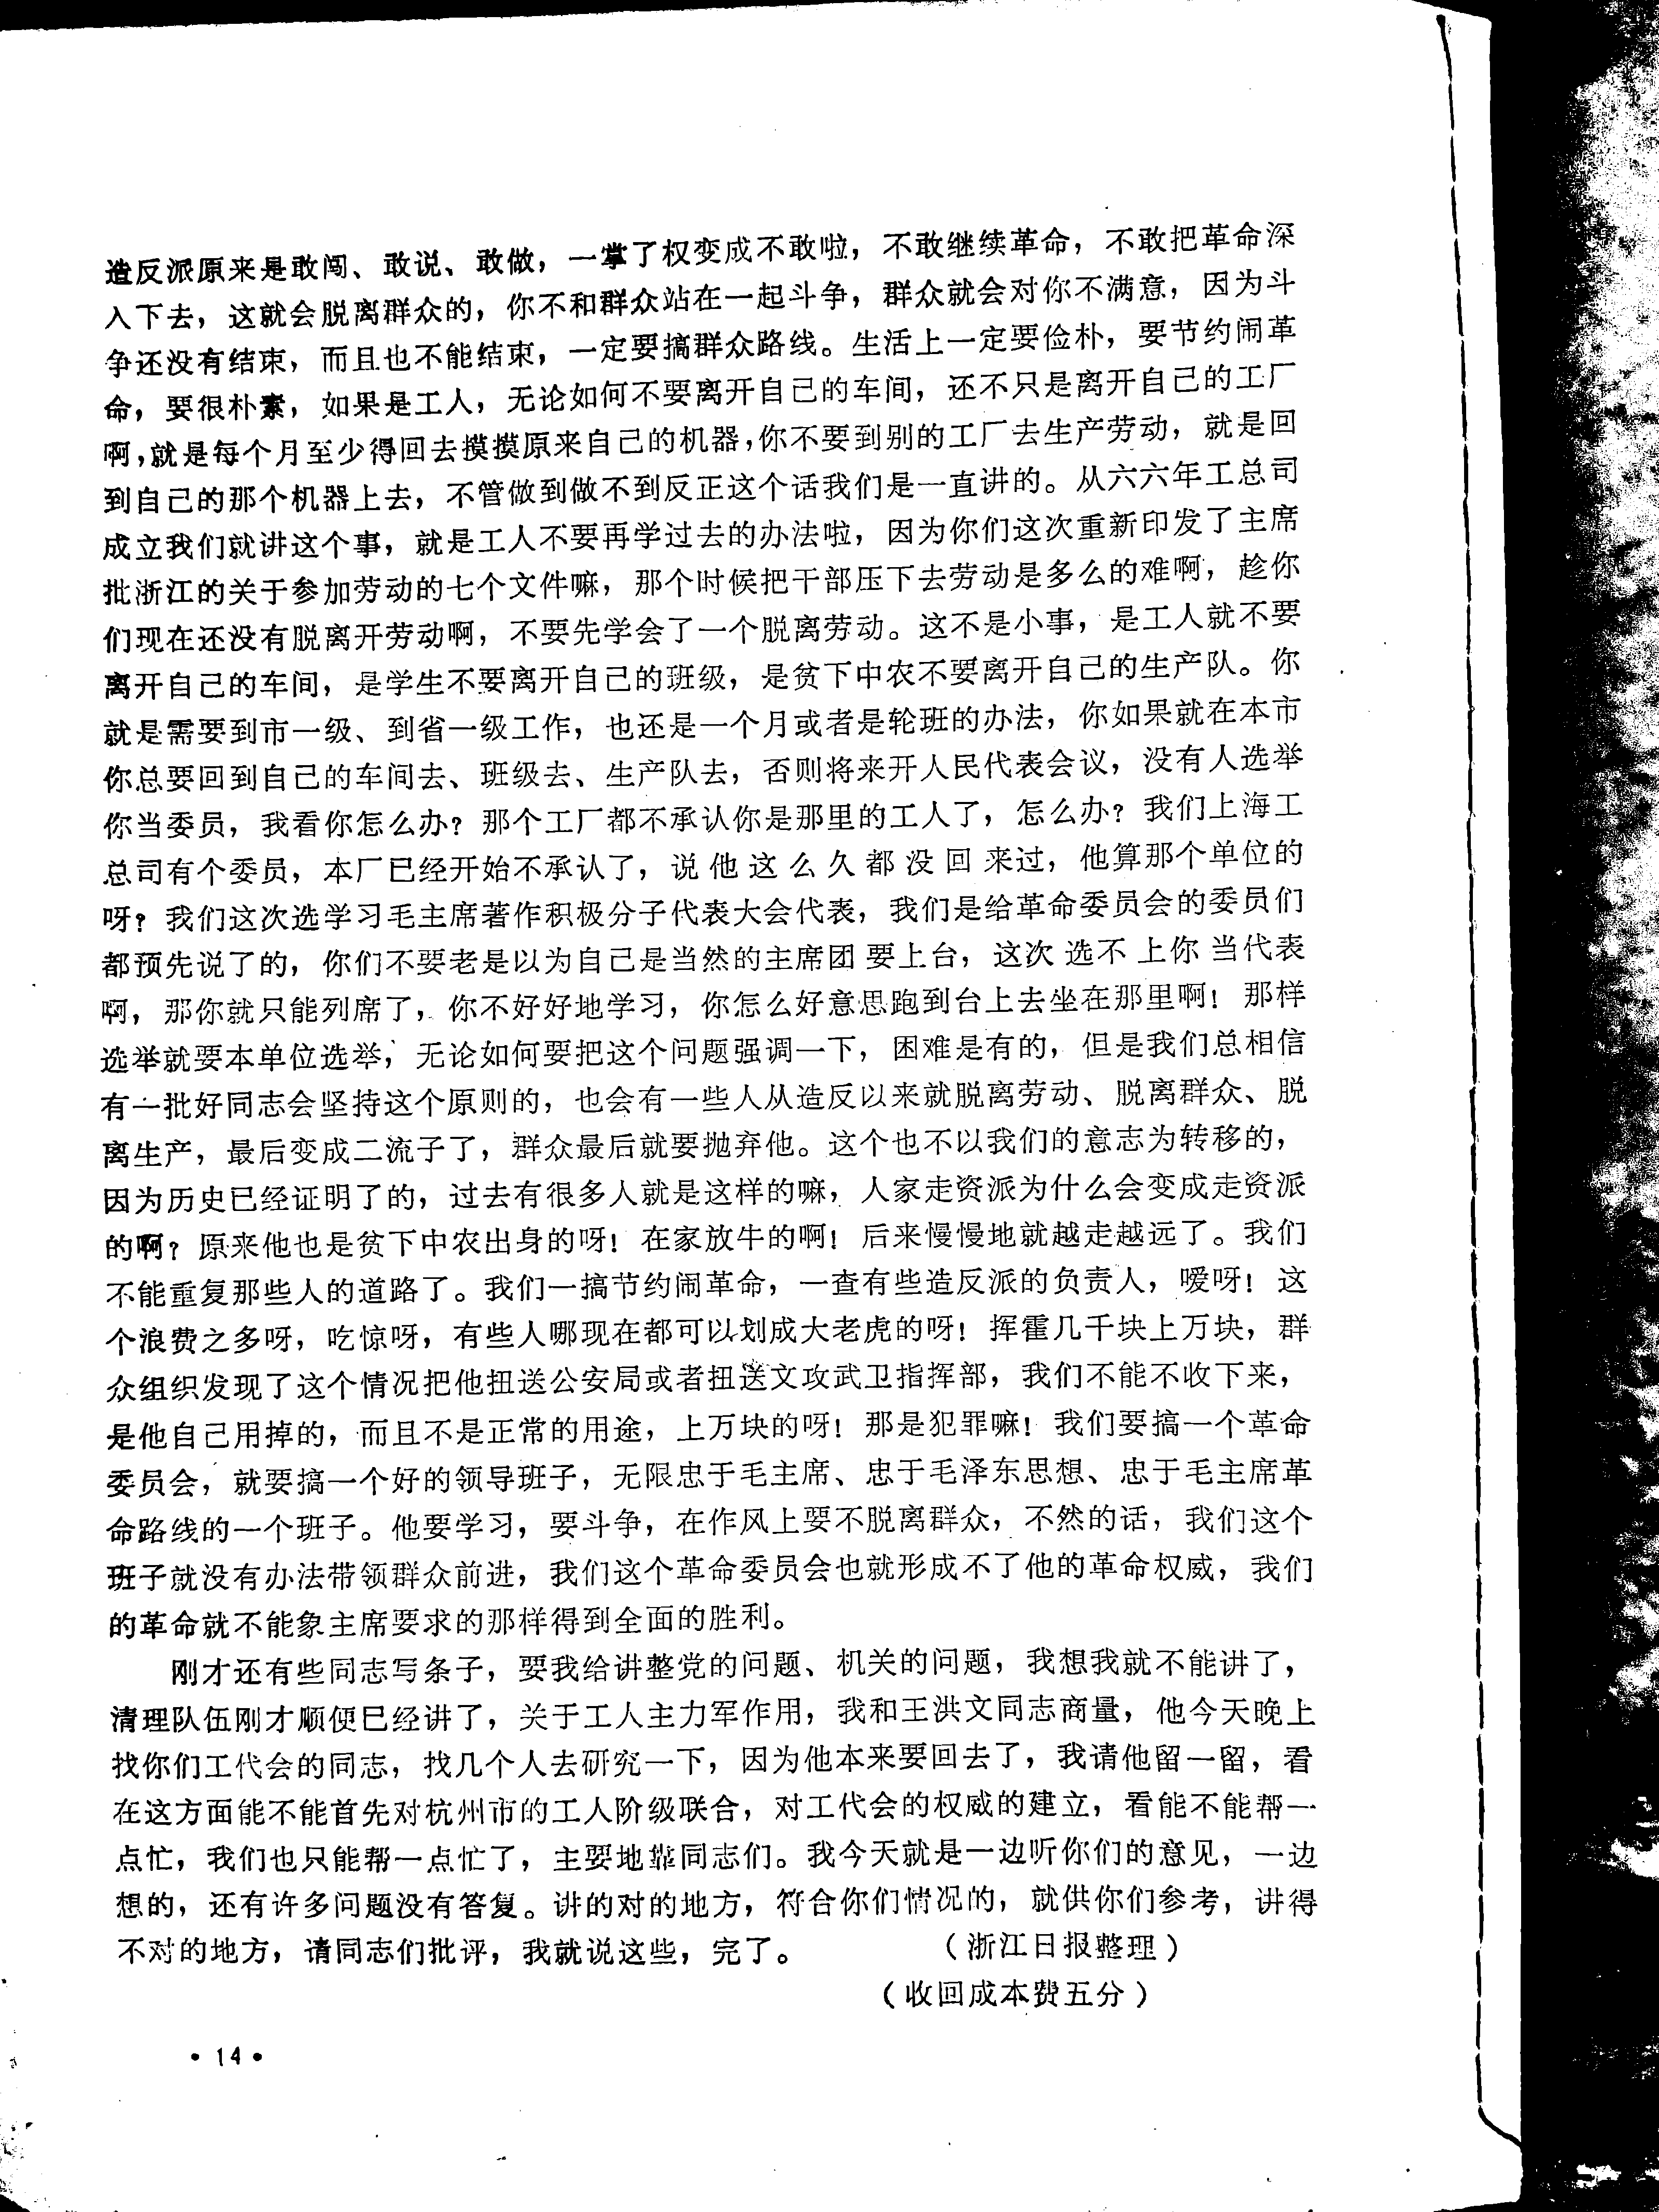 造反派原来是敢闯、敢说、敢做，一掌了权变成不敢啦，不敢继续革命，不敢把革命深
入下去，这就会脱离群众的，你不和群众站在一起斗争，群众就会对你不满意，因为斗
争还没有结束，而且也不能结束，一定要搞群众路线。生活上一定要俭朴，要节约闹革
命，要很朴素，如果是工人，无论如何不要离开自己的车间，还不只是离开自己的工厂
啊，就是每个月至少得回去摸摸原来自己的机器，你不要到别的工厂去生产劳动，就是回
到自己的那个机器上去，不管做到做不到反正这个话我们是一直讲的。从六六年工总司
成立我们就讲这个事，就是工人不要再学过去的办法啦，因为你们这次重新印发了主席
批浙江的关于参加劳动的七个文件嘛，那个时候把干部压下去劳动是多么的难啊，趁你
们现在还没有脱离开劳动啊，不要先学会了一个脱离劳动。这不是小事，是工人就不要
离开自己的车间，是学生不要离开自己的班级，是贫下中农不要离开自己的生产队。你
就是需要到市一级、到省一级工作，也还是一个月或者是轮班的办法，你如果就在本市
你总要回到自己的车间去、班级去、生产队去，否则将来开人民代表会议，没有人选举
你当委员，我看你怎么办？那个工厂都不承认你是那里的工人了，怎么办？我们上海工
总司有个委员，本厂已经开始不承认了，说他这么久都没回来过，他算那个单位的
呀？我们这次选学习毛主席著作积极分子代表大会代表，我们是给革命委员会的委员们
都预先说了的，你们不要老是以为自己是当然的主席团要上台，这次选不上你当代表
啊，那你就只能列席了，你不好好地学习，你怎么好意思跑到台上去坐在那里啊！那样
选举就要本单位选举，无论如何要把这个问题强调一下，困难是有的，但是我们总相信
有一批好同志会坚持这个原则的，也会有一些人从造反以来就脱离劳动、脱离群众、脱
离生产，最后变成二流子了，群众最后就要抛弃他。这个也不以我们的意志为转移的，
因为历史已经证明了的，过去有很多人就是这样的嘛，人家走资派为什么会变成走资派
的啊？原来他也是贫下中农出身的呀！在家放牛的啊！后来慢慢地就越走越远了。我们
不能重复那些人的道路了。我们一搞节约闹革命，一查有些造反派的负责人，嗳呀！这
个浪费之多呀，吃惊呀，有些人哪现在都可以划成大老虎的呀！挥霍几千块上万块，群
众组织发现了这个情况把他扭送公安局或者扭送文攻武卫指挥部，我们不能不收下来，
是他自己用掉的，而且不是正常的用途，上万块的呀！那是犯罪嘛！我们要搞一个革命
委员会，就要搞一个好的领导班子，无限忠于毛主席、忠于毛泽东思想、忠于毛主席革
命路线的一个班子。他要学习，要斗争，在作风上要不脱离群众，不然的话，我们这个
班子就没有办法带领群众前进，我们这个革命委员会也就形成不了他的革命权威，我们
的革命就不能象主席要求的那样得到全面的胜利。
刚才还有些同志写条子，要我给讲整党的问题、机关的问题，我想我就不能讲了，
清理队伍刚才顺便已经讲了，关于工人主力军作用，我和王洪文同志商量，他今天晚上
找你们工代会的同志，找几个人去研究一下，因为他本来要回去了，我请他留一留，看
在这方面能不能首先对杭州市的工人阶级联合，对工代会的权威的建立，看能不能帮一
点忙，我们也只能帮一点忙了，主要地靠同志们。我今天就是一边听你们的意见，一边
想的，还有许多问题没有答复。讲的对的地方，符合你们情况的，就供你们参考，讲得
不对的地方，请同志们批评，我就说这些，完了。 （浙江日报整理）
（收回成本费五分）
• 14 •